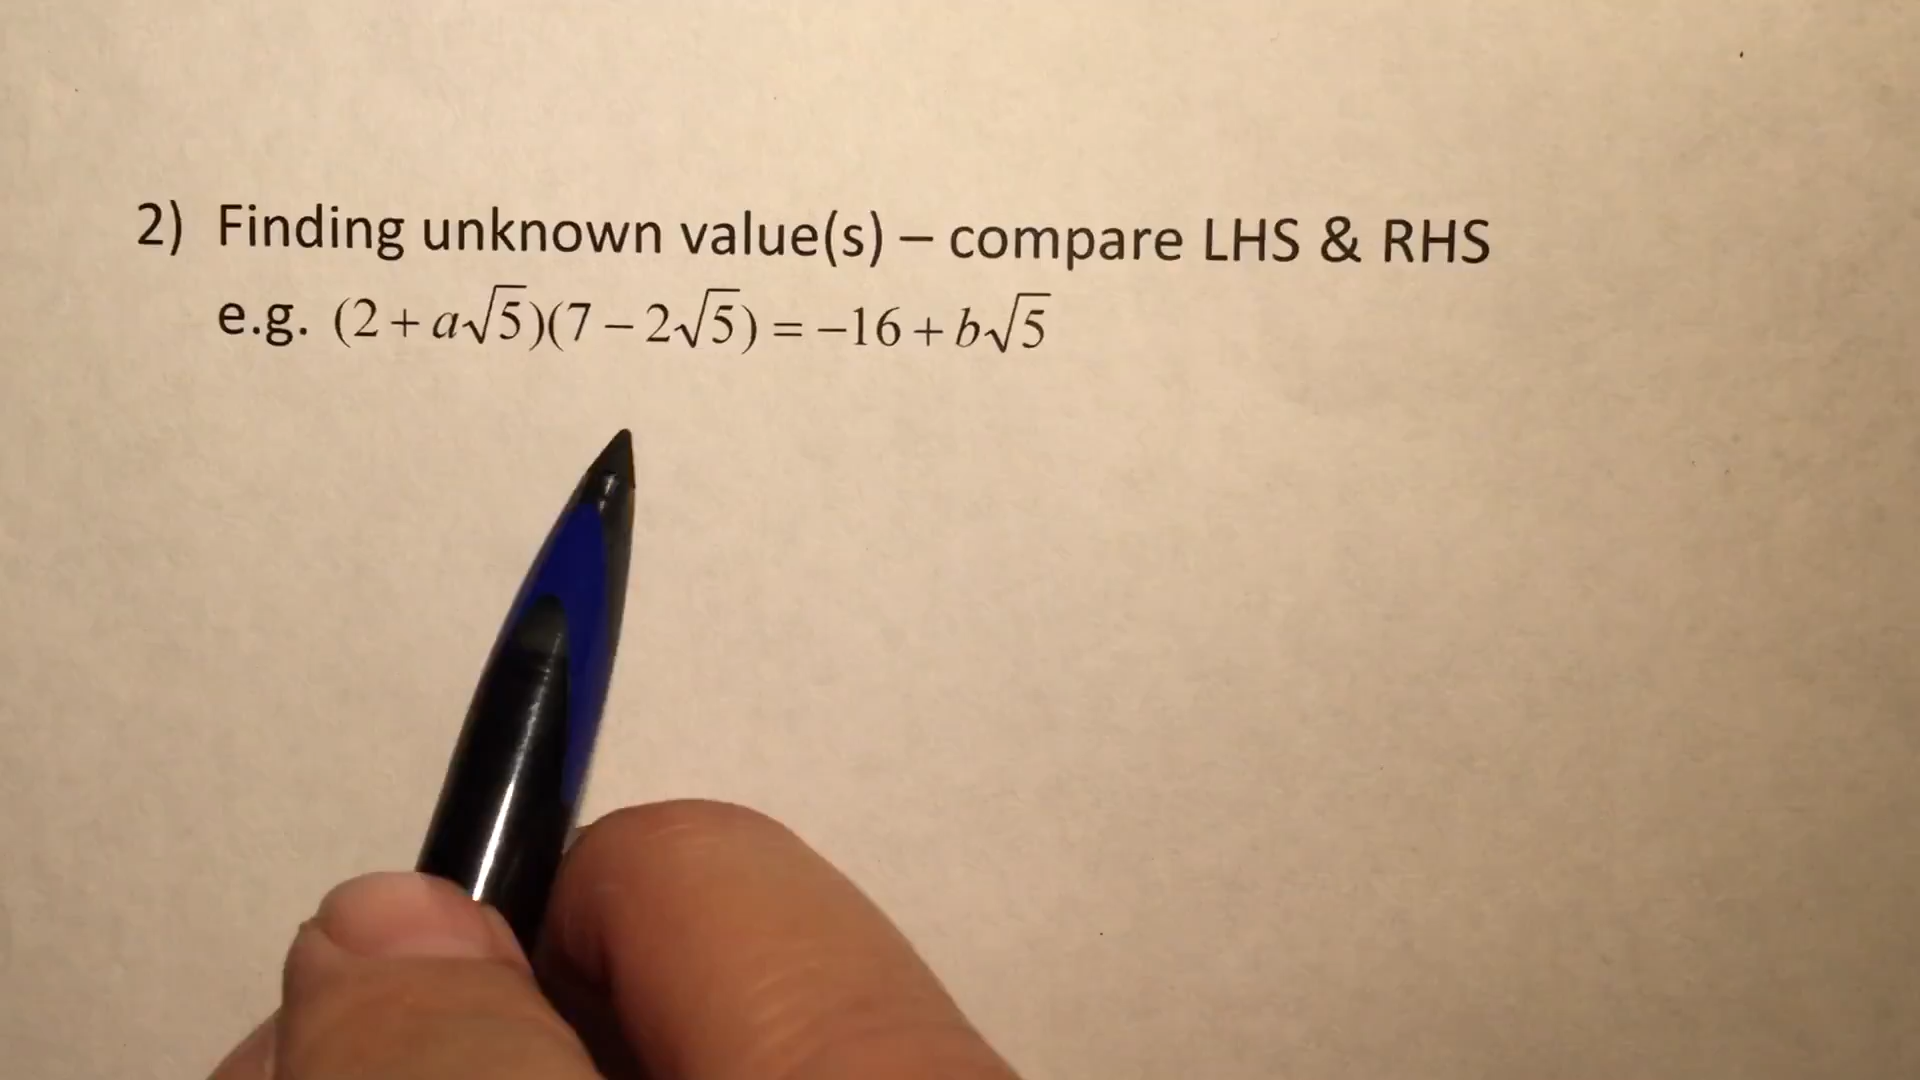 2) Finding unknown value(s) – compare LHS & RHS
e.g. (2 + a√5)(7 – 2√5) = –16 + b√5